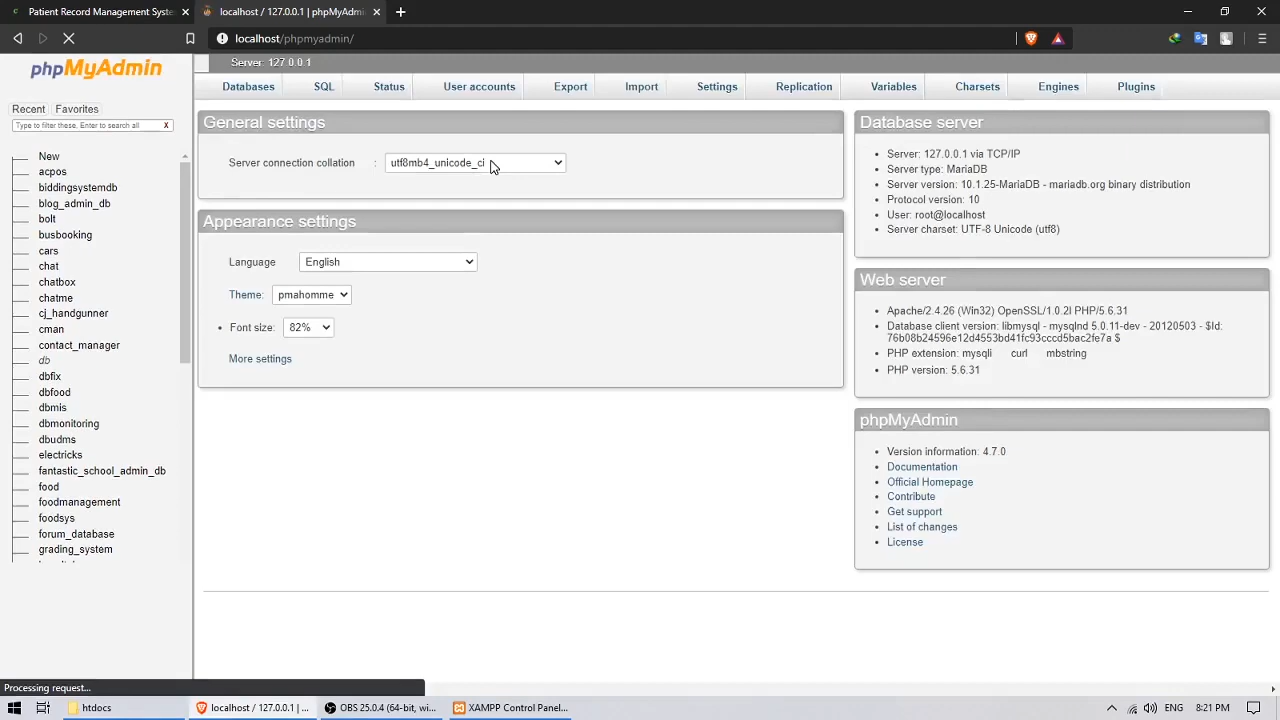 Patient Record Management Syste
localhost / 127.0.0.1 | phpMyAdmi
localhost/phpmyadmin/
phpMyAdmin
Recent Favorites
Type to filter these, Enter to search all X
New
acpos
biddingsystemdb
blog_admin_db
bolt
busbooking
cars
chat
chatbox
chatme
cj_handgunner
cman
contact_manager
db
dbfix
dbfood
dbmis
dbmonitoring
dbudms
electricks
fantastic_school_admin_db
food
foodmanagement
foodsys
forum_database
grading_system
Server: 127.0.0.1
Databases SQL Status User accounts Export Import Settings Replication Variables Charsets Engines Plugins
General settings
Server connection collation : utf8mb4_unicode_ci
Appearance settings
Language English
Theme: pmahomme
Font size: 82%
More settings
Database server
Server: 127.0.0.1 via TCP/IP
Server type: MariaDB
Server version: 10.1.25-MariaDB - mariadb.org binary distribution
Protocol version: 10
User: root@localhost
Server charset: UTF-8 Unicode (utf8)
Web server
Apache/2.4.26 (Win32) OpenSSL/1.0.2l PHP/5.6.31
Database client version: libmysql - mysqlnd 5.0.11-dev - 20120503 - $Id:
76b08b24596e12d4553bd41fc93cccd5bac2fe7a $
PHP extension: mysqli curl mbstring
PHP version: 5.6.31
phpMyAdmin
Version information: 4.7.0
Documentation
Official Homepage
Contribute
Get support
List of changes
License
Processing request...
htdocs
localhost / 127.0.0.1 | ...
OBS 25.0.4 (64-bit, w...
XAMPP Control Panel...
ENG
8:21 PM